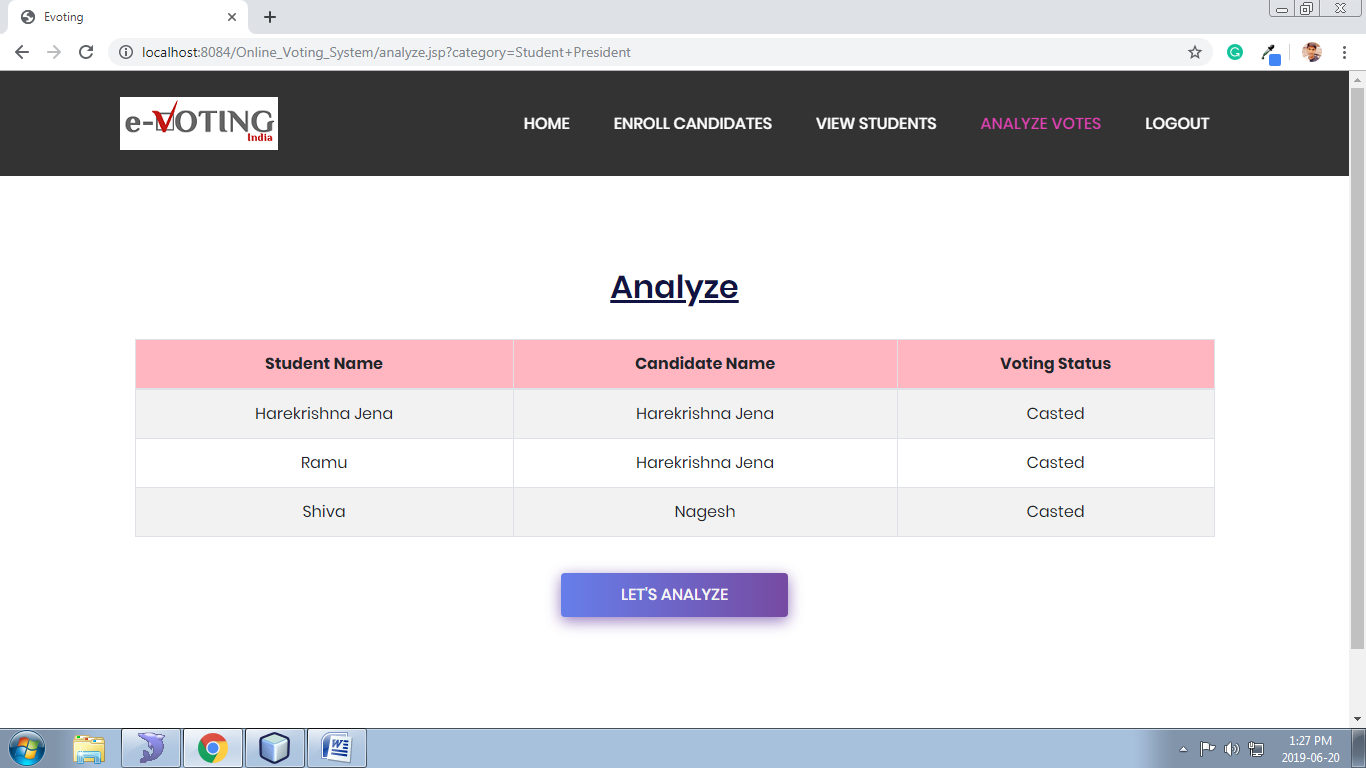 Evoting
localhost:8084/Online_Voting_System/analyze.jsp?category=Student+President
e-VOTING
India
HOME ENROLL CANDIDATES VIEW STUDENTS ANALYZE VOTES LOGOUT
Analyze
Student Name Candidate Name Voting Status
Harekrishna Jena Harekrishna Jena Casted
Ramu Harekrishna Jena Casted
Shiva Nagesh Casted
LET'S ANALYZE
1:27 PM
2019-06-20